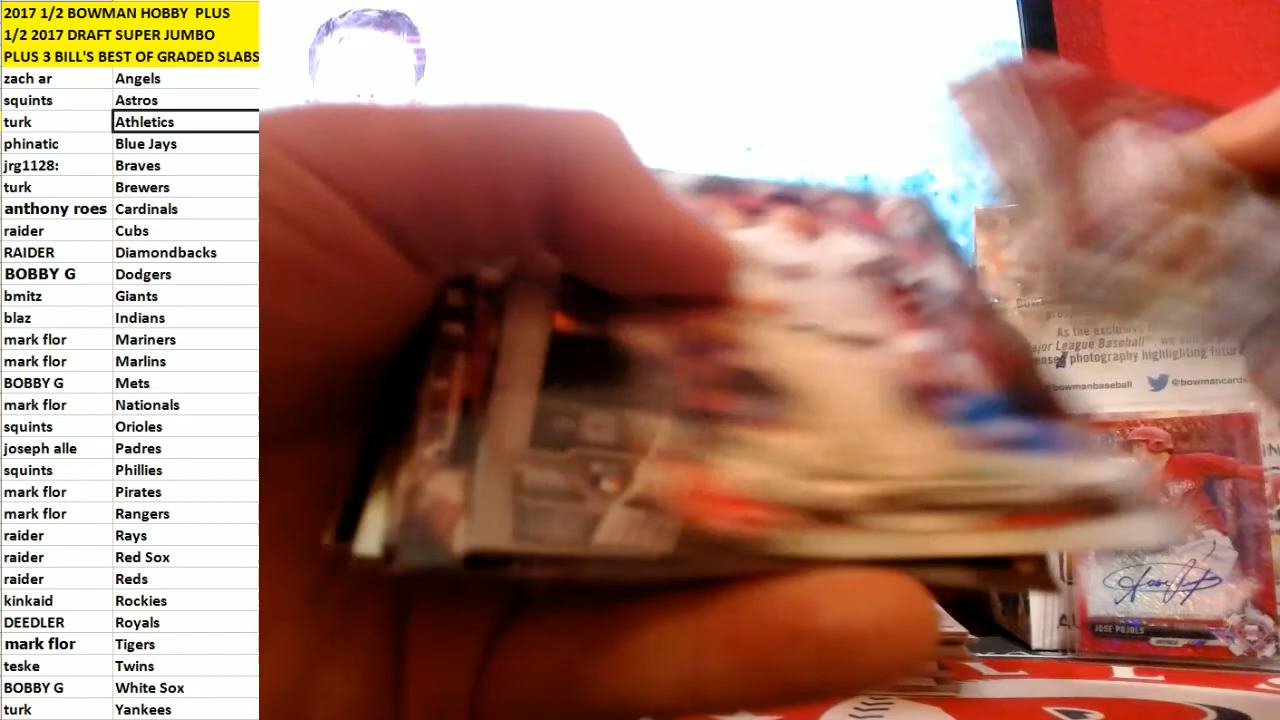 2017 1/2 BOWMAN HOBBY PLUS
1/2 2017 DRAFT SUPER JUMBO
PLUS 3 BILL'S BEST OF GRADED SLABS
zach ar Angels
squints Astros
turk Athletics
phinatic Blue Jays
jrg1128: Braves
turk Brewers
anthony roes Cardinals
raider Cubs
RAIDER Diamondbacks
BOBBY G Dodgers
bmitz Giants
blaz Indians
mark flor Mariners
mark flor Marlins
BOBBY G Mets
mark flor Nationals
squints Orioles
joseph alle Padres
squints Phillies
mark flor Pirates
mark flor Rangers
raider Rays
raider Red Sox
raider Reds
kinkaid Rockies
DEEDLER Royals
mark flor Tigers
teske Twins
BOBBY G White Sox
turk Yankees
As the exclusive
Major League Baseball
photography highlighting
bowmanbaseball
JOSE PUJOLS